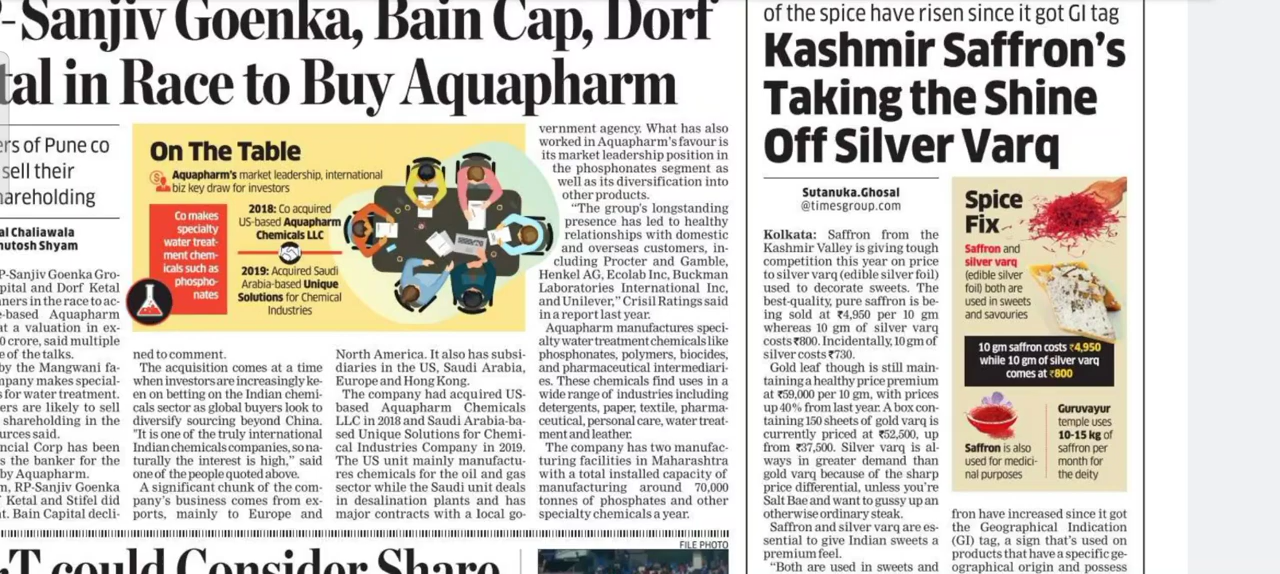 -Sanjiv Goenka, Bain Cap, Dorf
tal in Race to Buy Aquapharm
ers of Pune co
sell their
hareholding
al Chaliawala
hutosh Shyam
P-Sanjiv Goenka Gro-
pital and Dorf Ketal
ners in the race to ac-
e-based Aquapharm
at a valuation in ex-
0 crore, said multiple
e of the talks.
by the Mangwani fa-
mpany makes special-
s for water treatment.
ers are likely to sell
shareholding in the
urces said.
ncial Corp has been
s the banker for the
by Aquapharm.
m, RP-Sanjiv Goenka
Ketal and Stifel did
t. Bain Capital decli-
On The Table
Aquapharm's market leadership, international
biz key draw for investors
Co makes
specialty
water treat-
ment chem-
icals such as
phospho-
nates
2018: Co acquired
US-based Aquapharm
Chemicals LLC
2019: Acquired Saudi
Arabia-based Unique
Solutions for Chemical
Industries
ned to comment.
The acquisition comes at a time
when investors are increasingly ke-
en on betting on the Indian chemi-
cals sector as global buyers look to
diversify sourcing beyond China.
"It is one of the truly international
Indian chemicals companies, so na-
turally the interest is high," said
one of the people quoted above.
A significant chunk of the com-
pany's business comes from ex-
ports, mainly to Europe and
North America. It also has subsi-
diaries in the US, Saudi Arabia,
Europe and Hong Kong.
The company had acquired US-
based Aquapharm Chemicals
LLC in 2018 and Saudi Arabia-ba-
sed Unique Solutions for Chemi-
cal Industries Company in 2019.
The US unit mainly manufactu-
res chemicals for the oil and gas
sector while the Saudi unit deals
in desalination plants and has
major contracts with a local go-
vernment agency. What has also
worked in Aquapharm's favour is
its market leadership position in
the phosphonates segment as
well as its diversification into
other products.
"The group's longstanding
presence has led to healthy
relationships with domestic
and overseas customers, in-
cluding Procter and Gamble,
Henkel AG, Ecolab Inc, Buckman
Laboratories International Inc,
and Unilever," Crisil Ratings said
in a report last year.
Aquapharm manufactures speci-
alty water treatment chemicals like
phosphonates, polymers, biocides,
and pharmaceutical intermediari-
es. These chemicals find uses in a
wide range of industries including
detergents, paper, textile, pharma-
ceutical, personal care, water treat-
ment and leather.
The company has two manufac-
turing facilities in Maharashtra
with a total installed capacity of
manufacturing around 70,000
tonnes of phosphates and other
specialty chemicals a year.
FILE PHOTO
T could Consider Share
of the spice have risen since it got GI tag
Kashmir Saffron's
Taking the Shine
Off Silver Varq
Sutanuka.Ghosal
@timesgroup.com
Kolkata: Saffron from the
Kashmir Valley is giving tough
competition this year on price
to silver varq (edible silver foil)
used to decorate sweets. The
best-quality, pure saffron is be-
ing sold at ₹4,950 per 10 gm
whereas 10 gm of silver varq
costs ₹800. Incidentally, 10 gm of
silver costs ₹730.
Gold leaf though is still main-
taining a healthy price premium
at ₹59,000 per 10 gm, with prices
up 40% from last year. A box con-
taining 150 sheets of gold varq is
currently priced at ₹52,500, up
from ₹37,500. Silver varq is al-
ways in greater demand than
gold varq because of the sharp
price differential, unless you're
Salt Bae and want to gussy up an
otherwise ordinary steak.
Saffron and silver varq are es-
sential to give Indian sweets a
premium feel.
"Both are used in sweets and
Spice
Fix
Saffron and
silver varq
(edible silver
foil) both are
used in sweets
and savouries
10 gm saffron costs ₹4,950
while 10 gm of silver varq
comes at ₹800
Saffron is also
used for medici-
nal purposes
Guruvayur
temple uses
10-15 kg of
saffron per
month for
the deity
fron have increased since it got
the Geographical Indication
(GI) tag, a sign that's used on
products that have a specific ge-
ographical origin and possess